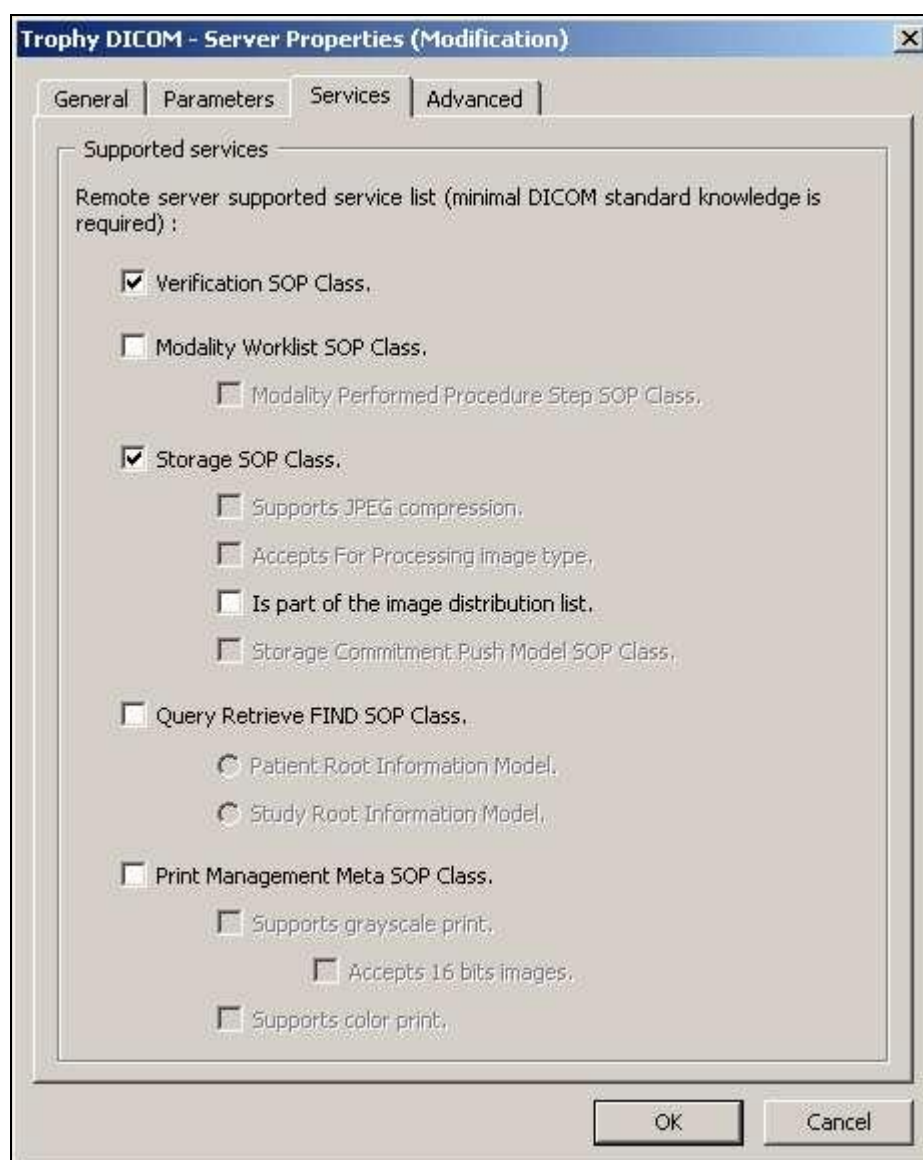 Trophy DICOM - Server Properties (Modification)
General Parameters Services Advanced
Supported services
Remote server supported service list (minimal DICOM standard knowledge is
required) :
Verification SOP Class.
Modality Worklist SOP Class.
Modality Performed Procedure Step SOP Class.
Storage SOP Class.
Supports JPEG compression.
Accepts For Processing image type.
Is part of the image distribution list.
Storage Commitment Push Model SOP Class.
Query Retrieve FIND SOP Class.
Patient Root Information Model.
Study Root Information Model.
Print Management Meta SOP Class.
Supports grayscale print.
Accepts 16 bits images.
Supports color print.
OK Cancel